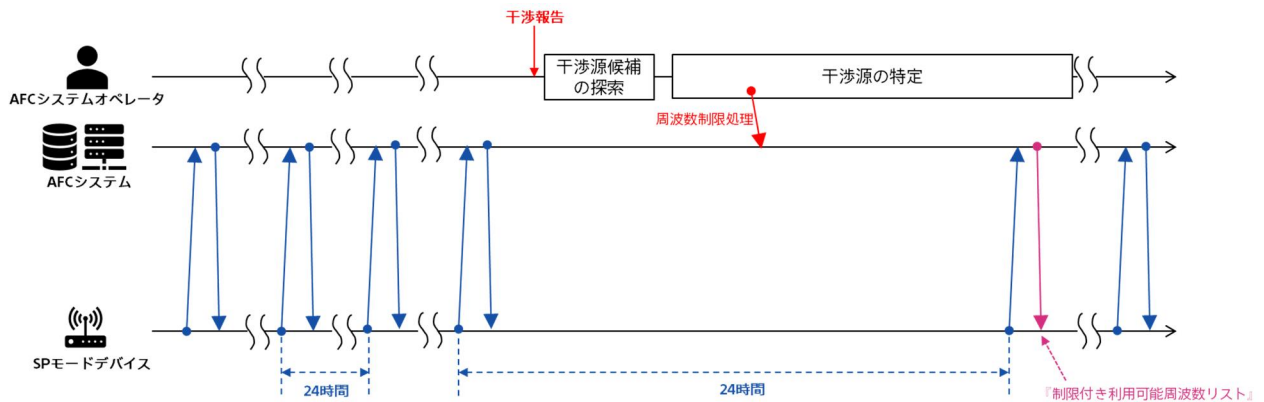 干渉報告
干渉源候補
の探索
干渉源の特定
AFCシステムオペレータ
周波数制限処理
AFCシステム
SPモードデバイス
24時間
24時間
『制限付き利用可能周波数リスト』